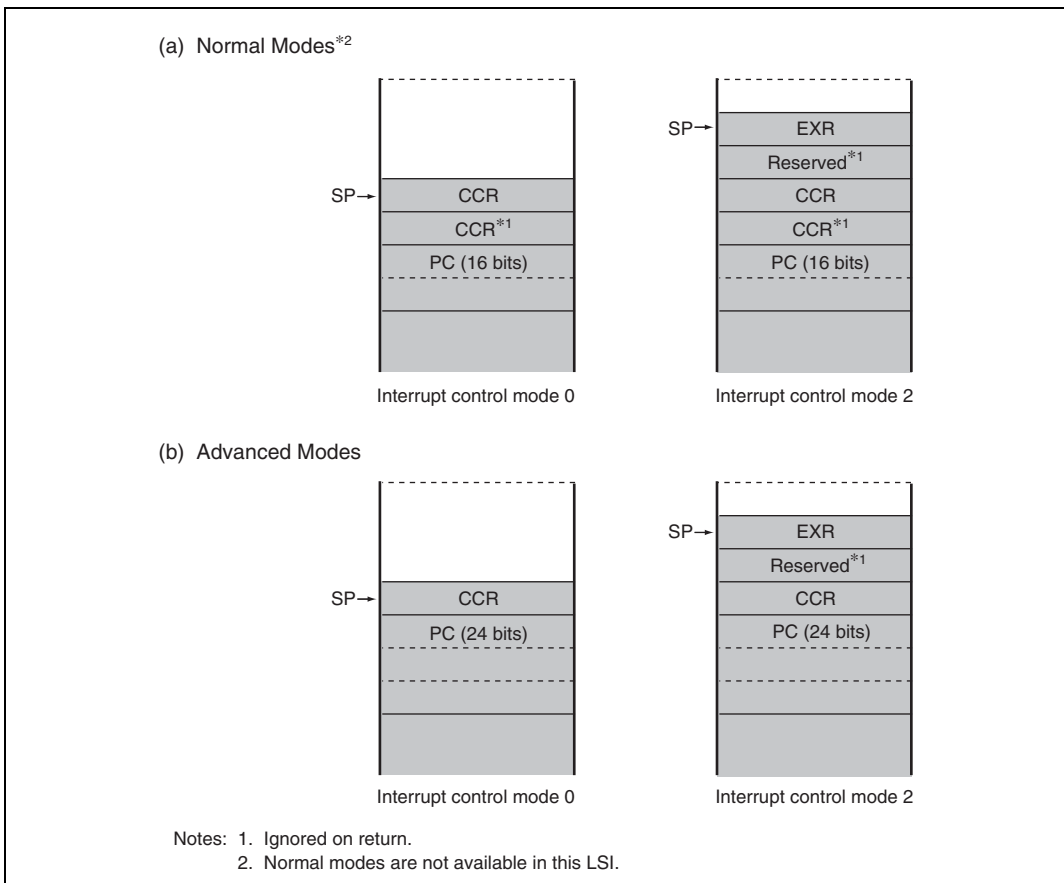 (a) Normal Modes*2
SP→ CCR
CCR*1
PC (16 bits)
Interrupt control mode 0
SP→ EXR
Reserved*1
CCR
CCR*1
PC (16 bits)
Interrupt control mode 2
(b) Advanced Modes
SP→ CCR
PC (24 bits)
Interrupt control mode 0
SP→ EXR
Reserved*1
CCR
PC (24 bits)
Interrupt control mode 2
Notes: 1. Ignored on return.
2. Normal modes are not available in this LSI.